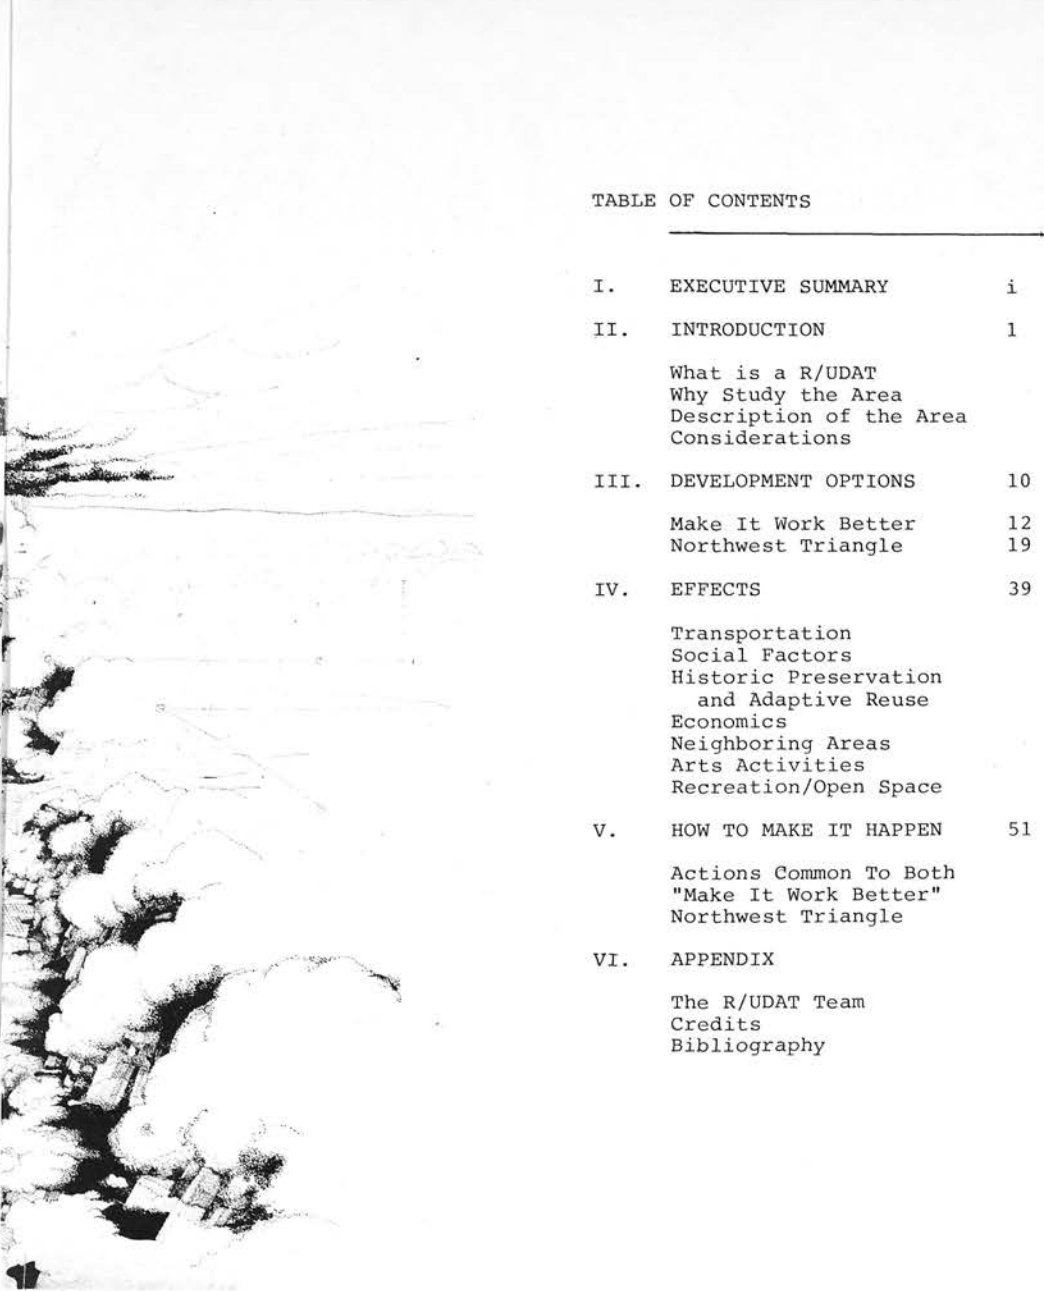 TABLE OF CONTENTS
I. EXECUTIVE SUMMARY i
II. INTRODUCTION 1
What is a R/UDAT
Why Study the Area
Description of the Area
Considerations
III. DEVELOPMENT OPTIONS 10
Make It Work Better 12
Northwest Triangle 19
IV. EFFECTS 39
Transportation
Social Factors
Historic Preservation
and Adaptive Reuse
Economics
Neighboring Areas
Arts Activities
Recreation/Open Space
V. HOW TO MAKE IT HAPPEN 51
Actions Common To Both
"Make It Work Better"
Northwest Triangle
VI. APPENDIX
The R/UDAT Team
Credits
Bibliography